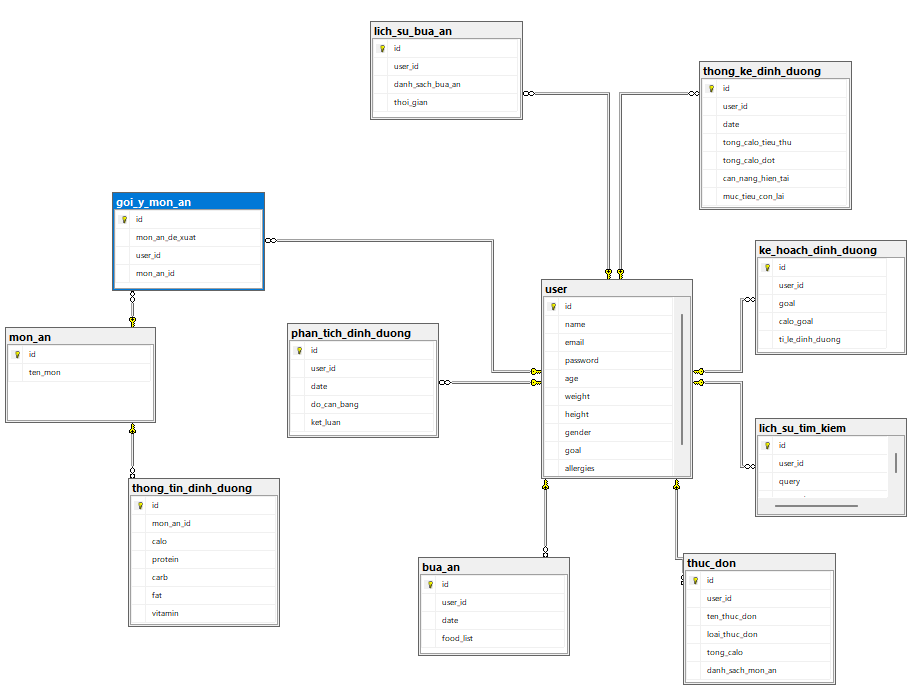 lich_su_bua_an
id
user_id
danh_sach_bua_an
thoi_gian
thong_ke_dinh_duong
id
user_id
date
tong_calo_tieu_thu
tong_calo_dot
can_nang_hien_tai
muc_tieu_con_lai
goi_y_mon_an
id
mon_an_de_xuat
user_id
mon_an_id
ke_hoach_dinh_duong
id
user_id
goal
calo_goal
ti_le_dinh_duong
user
id
name
email
password
age
weight
height
gender
goal
allergies
phan_tich_dinh_duong
id
user_id
date
do_can_bang
ket_luan
mon_an
id
ten_mon
lich_su_tim_kiem
id
user_id
query
thong_tin_dinh_duong
id
mon_an_id
calo
protein
carb
fat
vitamin
bua_an
id
user_id
date
food_list
thuc_don
id
user_id
ten_thuc_don
loai_thuc_don
tong_calo
danh_sach_mon_an